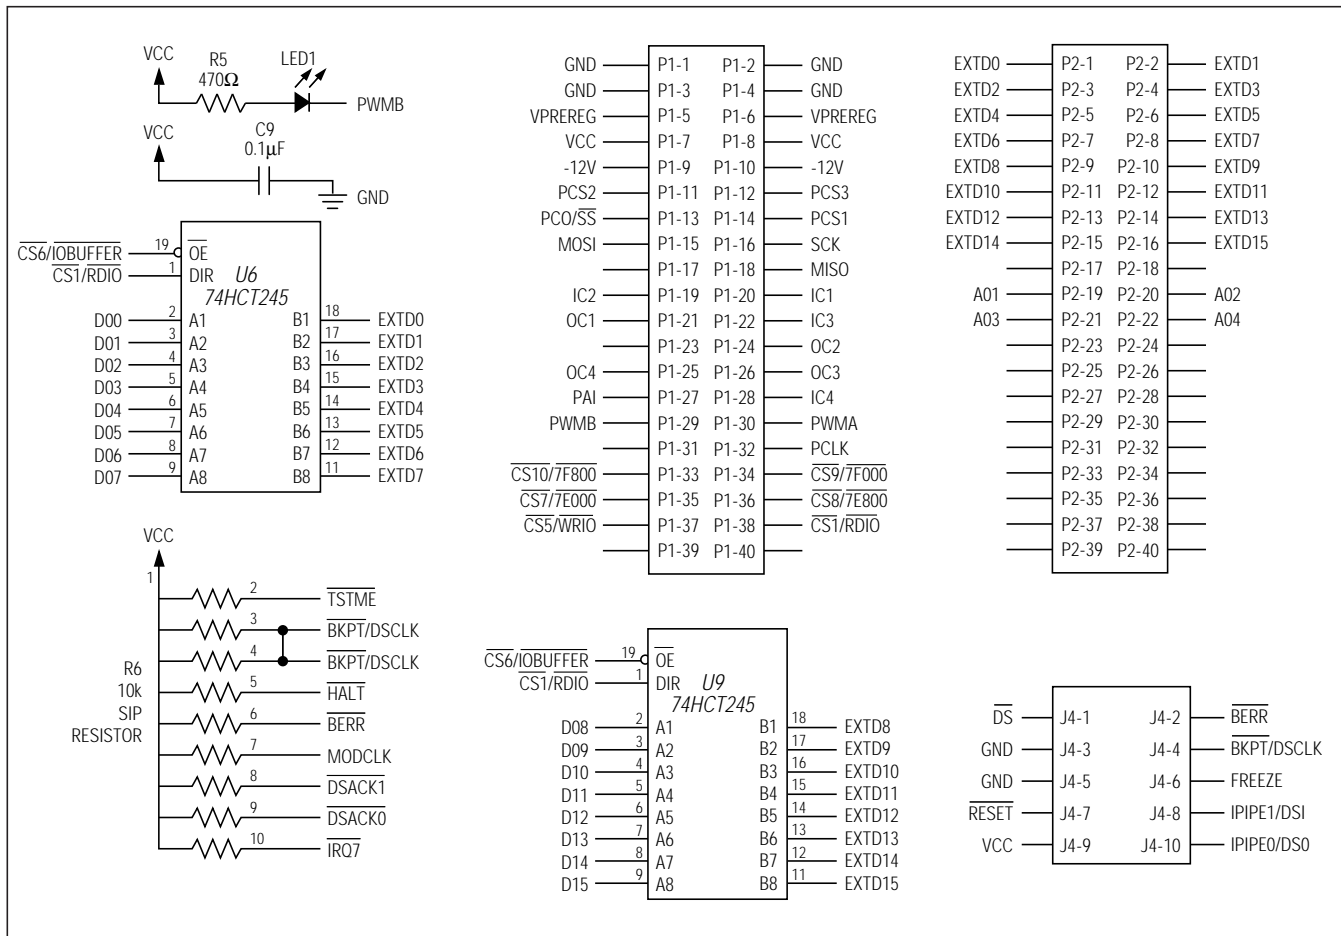 VCC
R5
470Ω
LED1
PWMB
VCC
C9
0.1µF
GND
CS6/IOBUFFER 19 OE
CS1/RDIO 1 DIR
U6
74HCT245
D00 2 A1 B1 18 EXTD0
D01 3 A2 B2 17 EXTD1
D02 4 A3 B3 16 EXTD2
D03 5 A4 B4 15 EXTD3
D04 6 A5 B5 14 EXTD4
D05 7 A6 B6 13 EXTD5
D06 8 A7 B7 12 EXTD6
D07 9 A8 B8 11 EXTD7
VCC
1
R6
10k
SIP
RESISTOR
2 TSTME
3 BKPT/DSCLK
4 BKPT/DSCLK
5 HALT
6 BERR
7 MODCLK
8 DSACK1
9 DSACK0
10 IRQ7
GND P1-1 P1-2 GND
GND P1-3 P1-4 GND
VPREREG P1-5 P1-6 VPREREG
VCC P1-7 P1-8 VCC
-12V P1-9 P1-10 -12V
PCS2 P1-11 P1-12 PCS3
PCO/SS P1-13 P1-14 PCS1
MOSI P1-15 P1-16 SCK
P1-17 P1-18 MISO
IC2 P1-19 P1-20 IC1
OC1 P1-21 P1-22 IC3
P1-23 P1-24 OC2
OC4 P1-25 P1-26 OC3
PAI P1-27 P1-28 IC4
PWMB P1-29 P1-30 PWMA
P1-31 P1-32 PCLK
CS10/7F800 P1-33 P1-34 CS9/7F000
CS7/7E000 P1-35 P1-36 CS8/7E800
CS5/WRIO P1-37 P1-38 CS1/RDIO
P1-39 P1-40
CS6/IOBUFFER 19 OE
CS1/RDIO 1 DIR
U9
74HCT245
D08 2 A1 B1 18 EXTD8
D09 3 A2 B2 17 EXTD9
D10 4 A3 B3 16 EXTD10
D11 5 A4 B4 15 EXTD11
D12 6 A5 B5 14 EXTD12
D13 7 A6 B6 13 EXTD13
D14 8 A7 B7 12 EXTD14
D15 9 A8 B8 11 EXTD15
EXTD0 P2-1 P2-2 EXTD1
EXTD2 P2-3 P2-4 EXTD3
EXTD4 P2-5 P2-6 EXTD5
EXTD6 P2-7 P2-8 EXTD7
EXTD8 P2-9 P2-10 EXTD9
EXTD10 P2-11 P2-12 EXTD11
EXTD12 P2-13 P2-14 EXTD13
EXTD14 P2-15 P2-16 EXTD15
P2-17 P2-18
A01 P2-19 P2-20 A02
A03 P2-21 P2-22 A04
P2-23 P2-24
P2-25 P2-26
P2-27 P2-28
P2-29 P2-30
P2-31 P2-32
P2-33 P2-34
P2-35 P2-36
P2-37 P2-38
P2-39 P2-40
DS J4-1 J4-2 BERR
GND J4-3 J4-4 BKPT/DSCLK
GND J4-5 J4-6 FREEZE
RESET J4-7 J4-8 IPIPE1/DSI
VCC J4-9 J4-10 IPIPE0/DS0